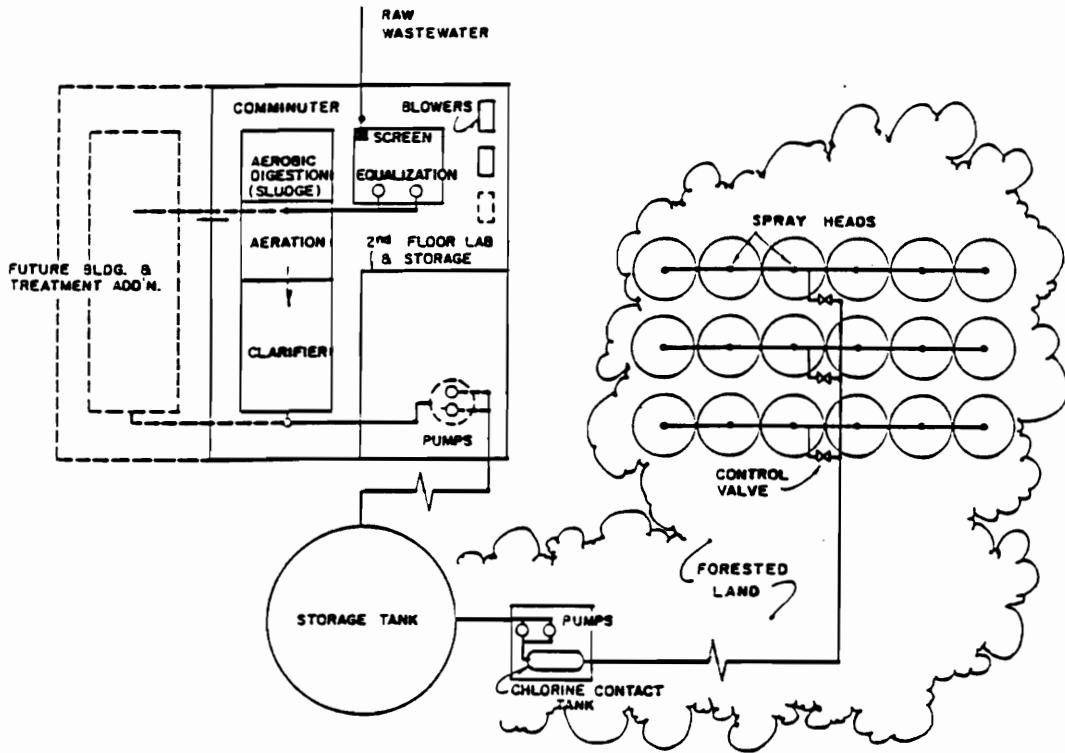 RAW
WASTEWATER
COMMINUTER
BLOWERS
SCREEN
AEROBIC
DIGESTION
(SLUDGE)
EQUALIZATION
AERATION
2nd FLOOR LAB
& STORAGE
FUTURE BLDG. &
TREATMENT ADD'N.
CLARIFIER
PUMPS
SPRAY HEADS
CONTROL
VALVE
FORESTED
LAND
STORAGE TANK
PUMPS
CHLORINE CONTACT
TANK